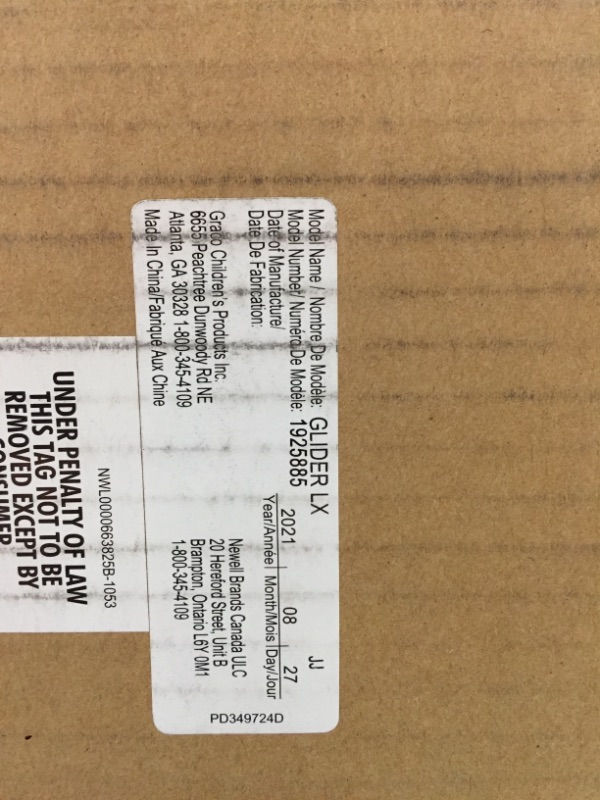 JJ
Model Name / Nombre De Modèle: GLIDER LX
Model Number/ Numéro De Modèle: 1925885
Date of Manufacture/
Date De Fabrication:
2021 08 27
Year/Année Month/Mois Day/Jour
Graco Children's Products Inc.
6655 Peachtree Dunwoody Rd NE
Atlanta, GA 30328 1-800-345-4109
Made In China/Fabriqué Aux Chine
Newell Brands Canada ULC
20 Hereford Street, Unit B
Brampton, Ontario L6Y 0M1
1-800-345-4109
PD349724D
NWL0000663825B-1053
UNDER PENALTY OF LAW
THIS TAG NOT TO BE
REMOVED EXCEPT BY
CONSUMER